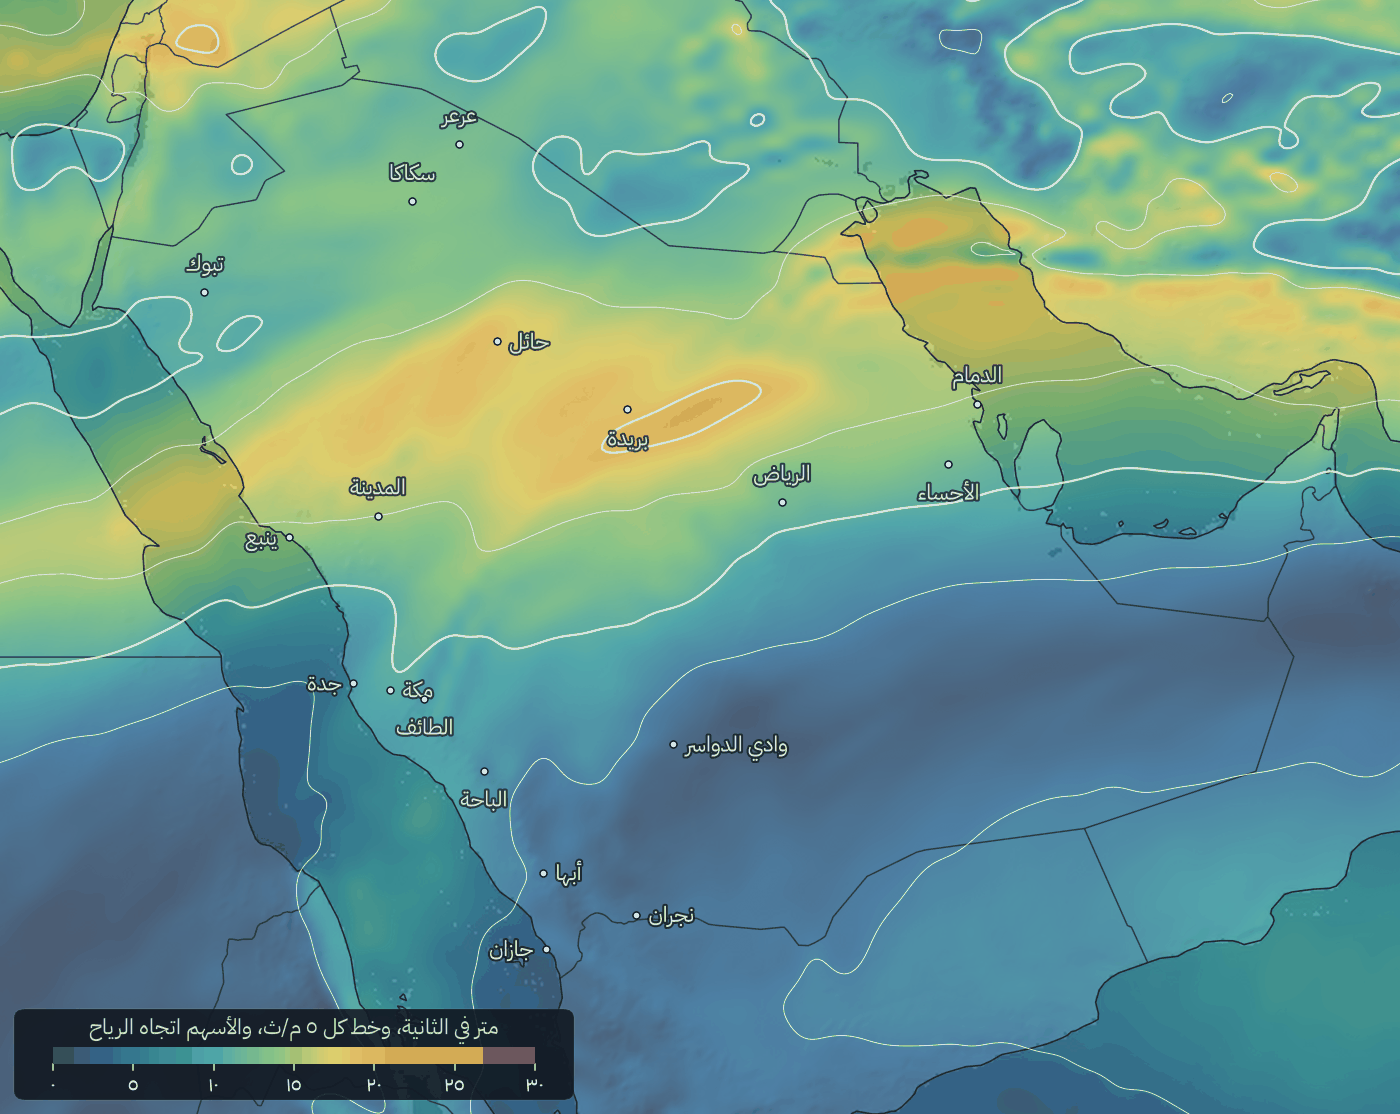 عرعر
سكاكا
تبوك
حائل
الدمام
بريدة
الرياض
المدينة
الأحساء
ينبع
جدة
مكة
الطائف
وادي الدواسر
الباحة
أبها
نجران
جازان
متر في الثانية، وخط كل ٥ م/ث، والأسهم اتجاه الرياح
٠ ٥ ١٠ ١٥ ٢٠ ٢٥ ٣٠